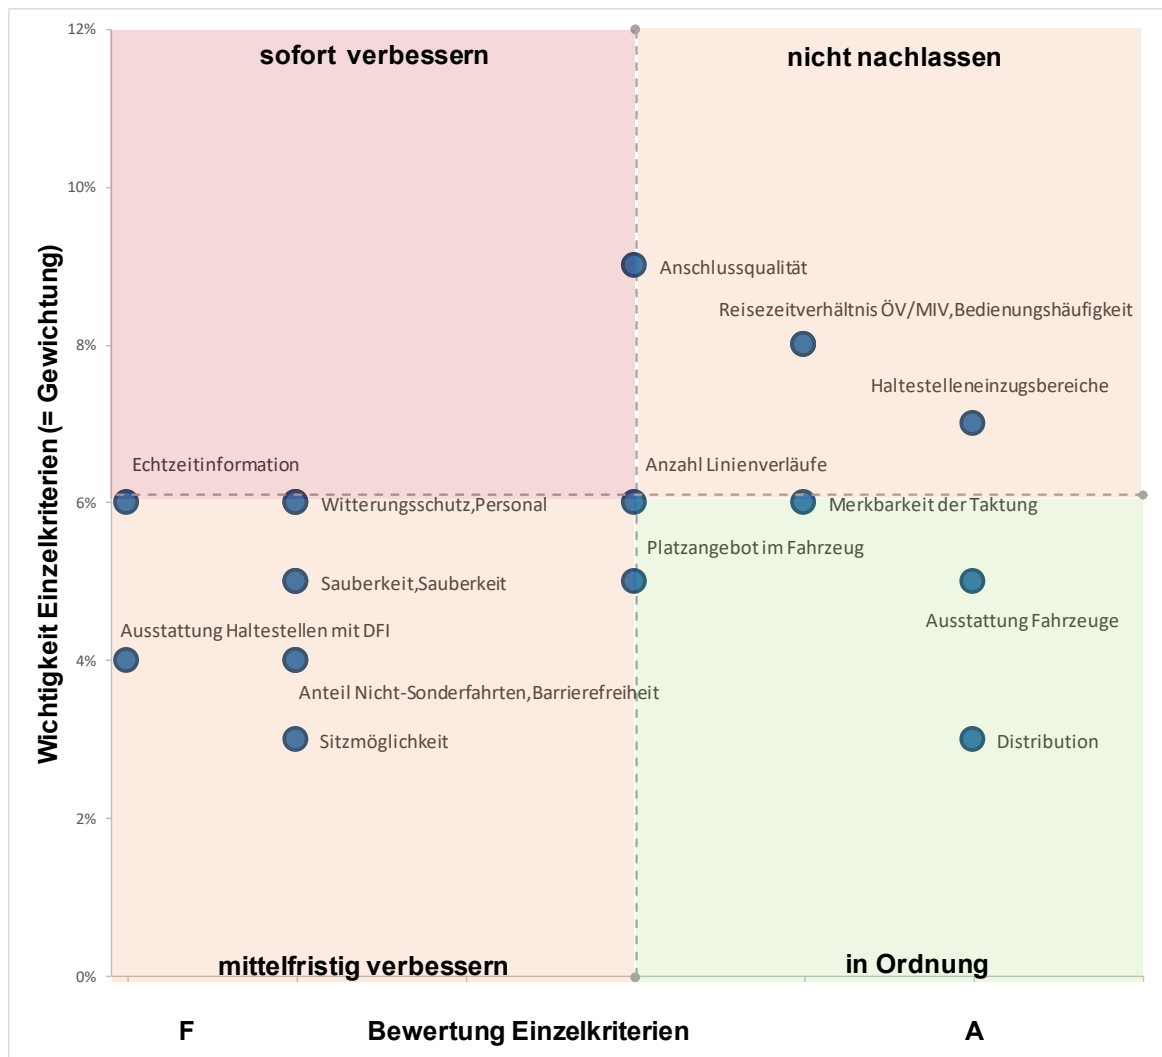 12%
sofort verbessern
nicht nachlassen
10%
Anschlussqualität
Reisezeitverhältnis ÖV/MIV,Bedienungshäufigkeit
8%
Haltestelleneinzugsbereiche
Echtzeitinformation
Anzahl Linienverläufe
6%
Witterungsschutz,Personal
Merkbarkeit der Taktung
Platzangebot im Fahrzeug
Sauberkeit,Sauberkeit
Ausstattung Fahrzeuge
Ausstattung Haltestellen mit DFI
4%
Anteil Nicht-Sonderfahrten,Barrierefreiheit
Sitzmöglichkeit
Distribution
2%
0%
mittelfristig verbessern
in Ordnung
Wichtigkeit Einzelkriterien (= Gewichtung)
F
Bewertung Einzelkriterien
A